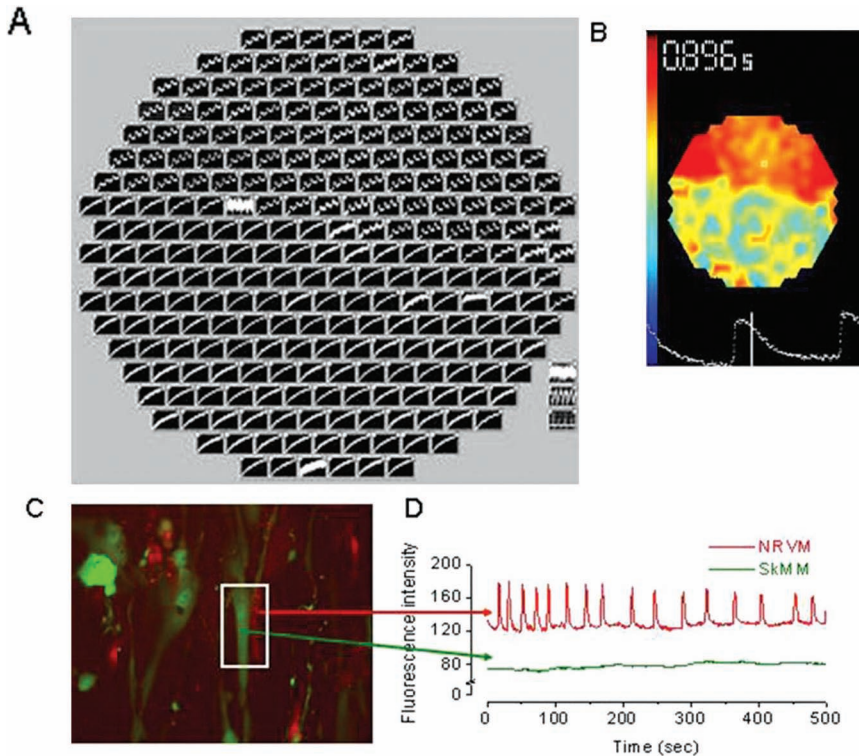 A
B
0.896 s
C
D
NRVM
SkMM
Fluorescence intensity
200
160
120
80
0
0 100 200 300 400 500
Time (sec)